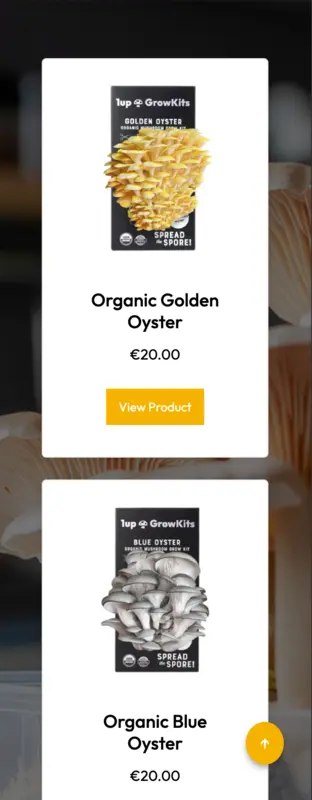 1up GrowKits
GOLDEN OYSTER
ORGANIC MUSHROOM GROW KIT
SPREAD
the SPORE!
Organic Golden
Oyster
€20.00
View Product
1up GrowKits
BLUE OYSTER
ORGANIC MUSHROOM GROW KIT
SPREAD
the SPORE!
Organic Blue
Oyster
€20.00